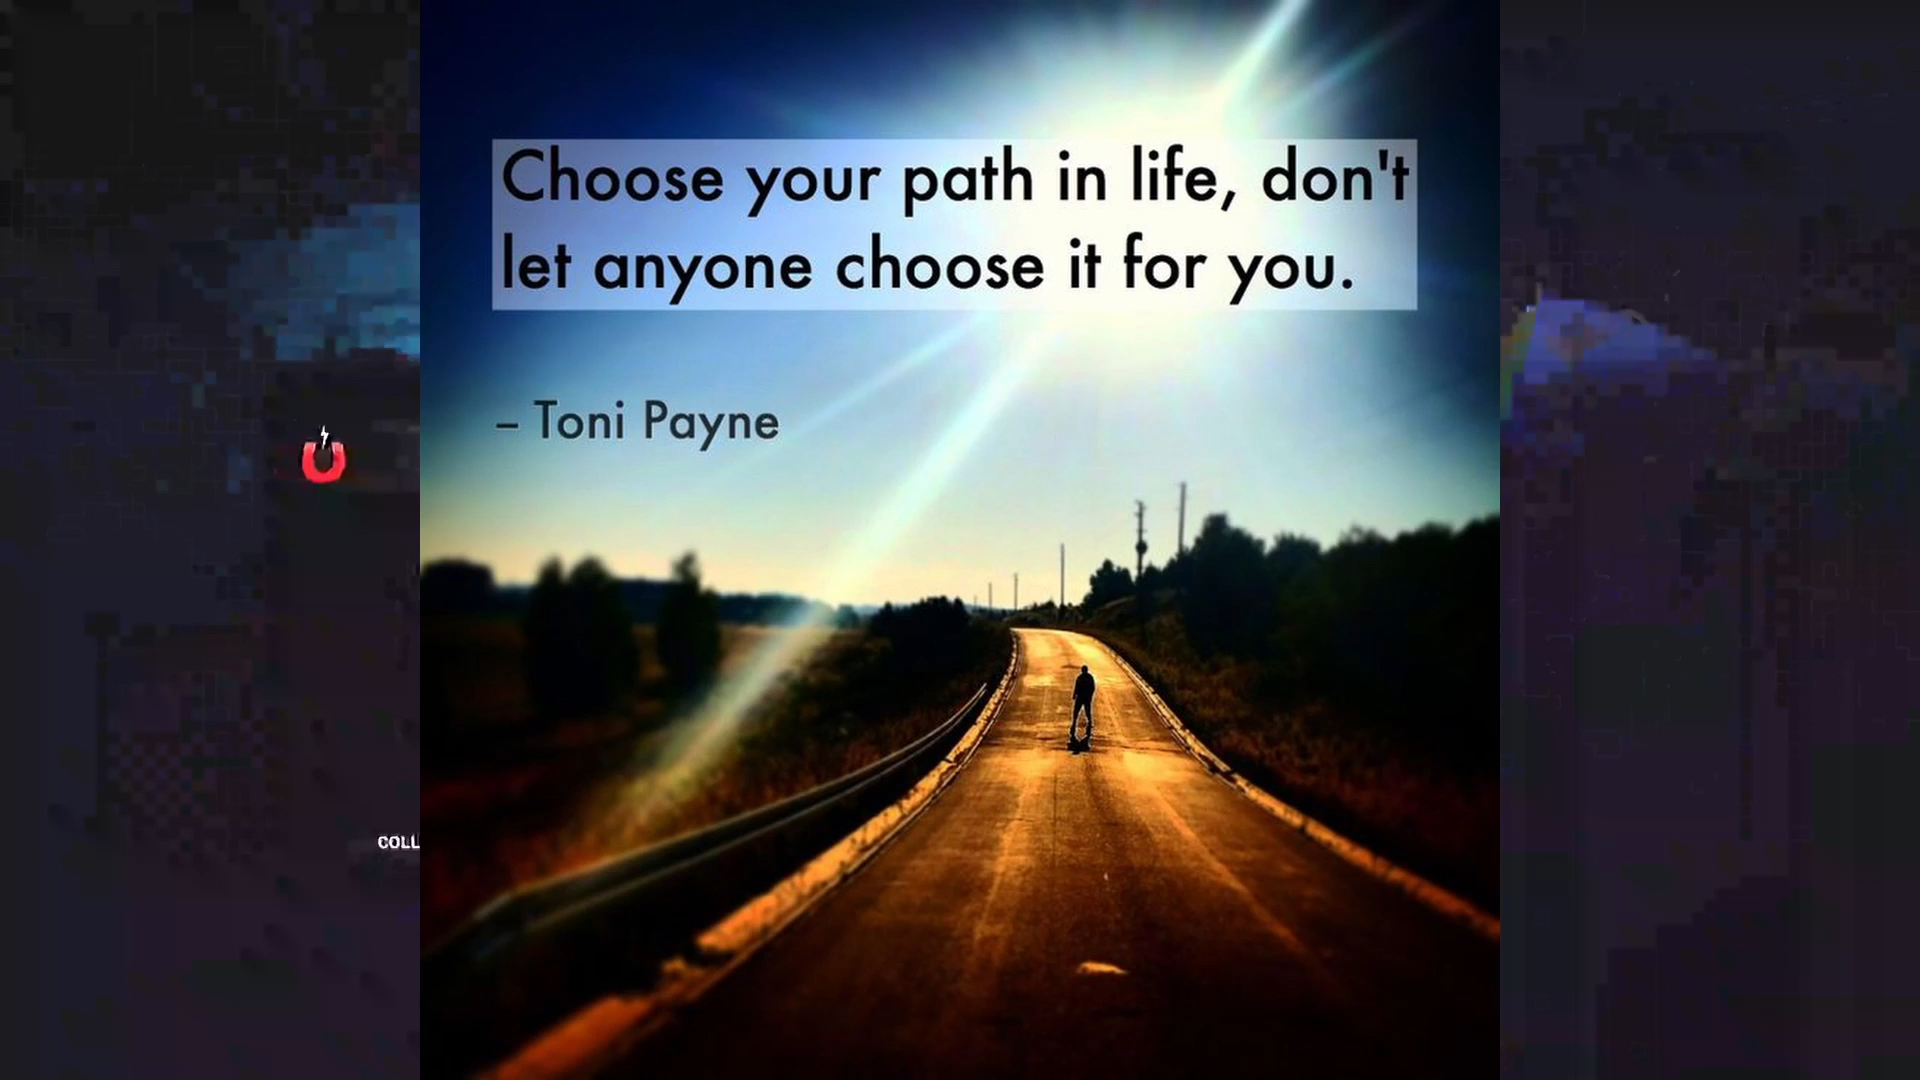 Choose your path in life, don't
let anyone choose it for you.
– Toni Payne
COLL